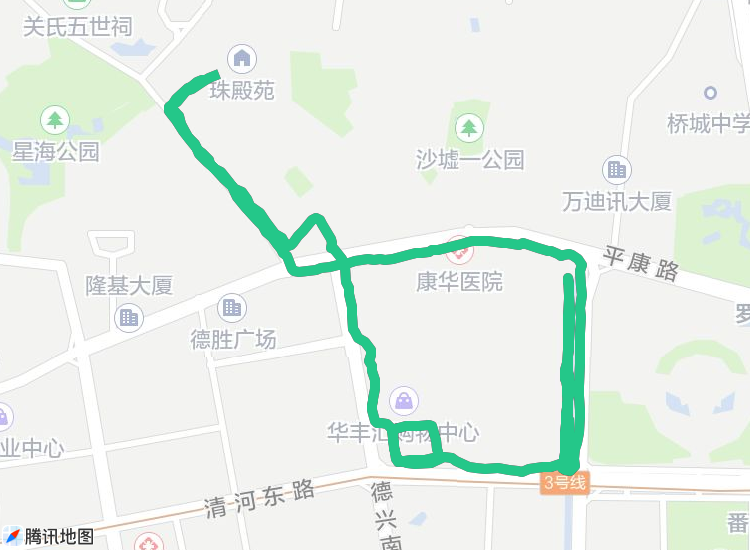 关氏五世祠
珠殿苑
桥城中学
星海公园
沙墟一公园
万迪讯大厦
平康路
隆基大厦
康华医院
德胜广场
罗
华丰汇购物中心
业中心
3号线
清河东路
德兴南
番
腾讯地图